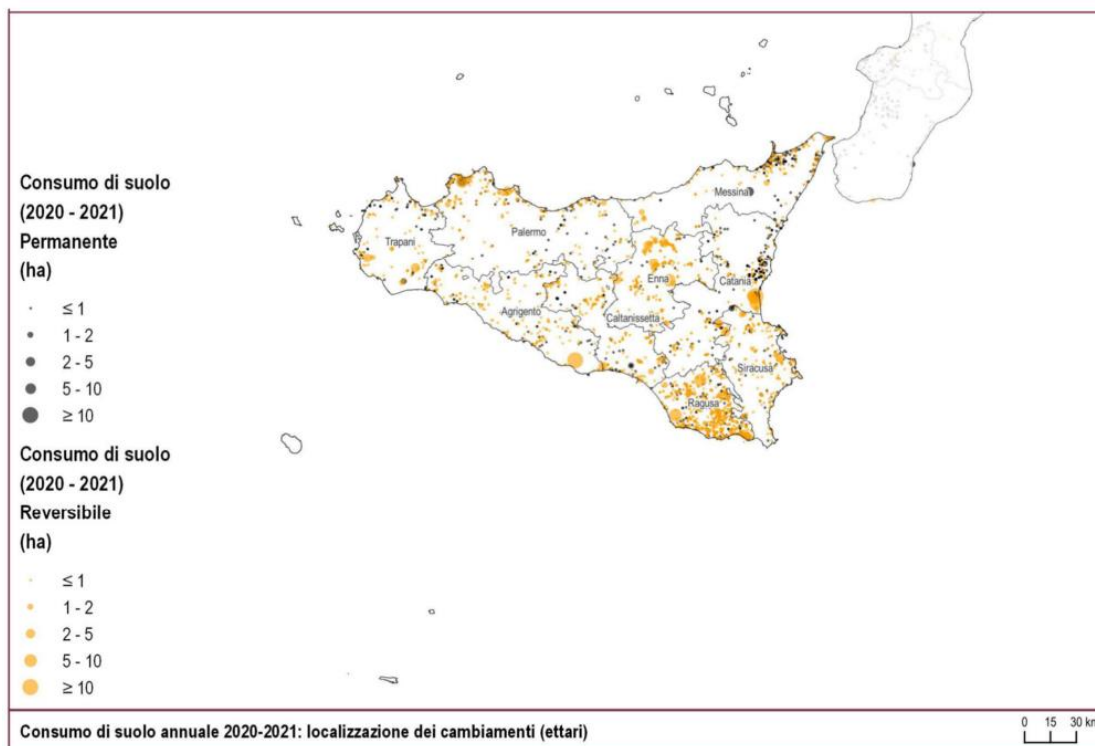 Consumo di suolo
(2020 - 2021)
Permanente
(ha)
≤ 1
1 - 2
2 - 5
5 - 10
≥ 10
Consumo di suolo
(2020 - 2021)
Reversibile
(ha)
≤ 1
1 - 2
2 - 5
5 - 10
≥ 10
Messina
Palermo
Trapani
Enna
Catania
Agrigento
Caltanissetta
Siracusa
Ragusa
Consumo di suolo annuale 2020-2021: localizzazione dei cambiamenti (ettari)
0 15 30 km